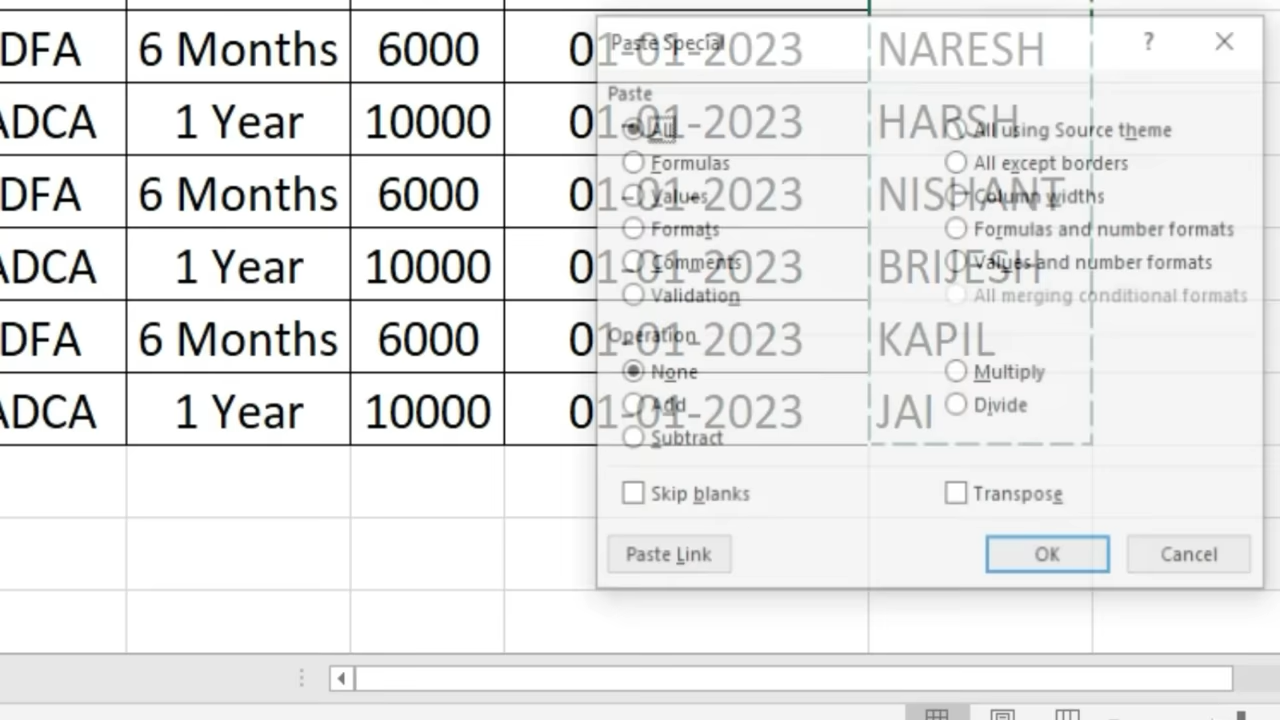 DFA 6 Months 6000 01-01-2023 NARESH
ADCA 1 Year 10000 01-01-2023 HARSH
DFA 6 Months 6000 01-01-2023 NISHANT
ADCA 1 Year 10000 01-01-2023 BRIJESH
DFA 6 Months 6000 01-01-2023 KAPIL
ADCA 1 Year 10000 01-01-2023 JAI
Paste Special ?
Paste
All All using Source theme
Formulas All except borders
Values Column widths
Formats Formulas and number formats
Comments Values and number formats
Validation All merging conditional formats
Operation
None Multiply
Add Divide
Subtract
Skip blanks Transpose
Paste Link OK Cancel